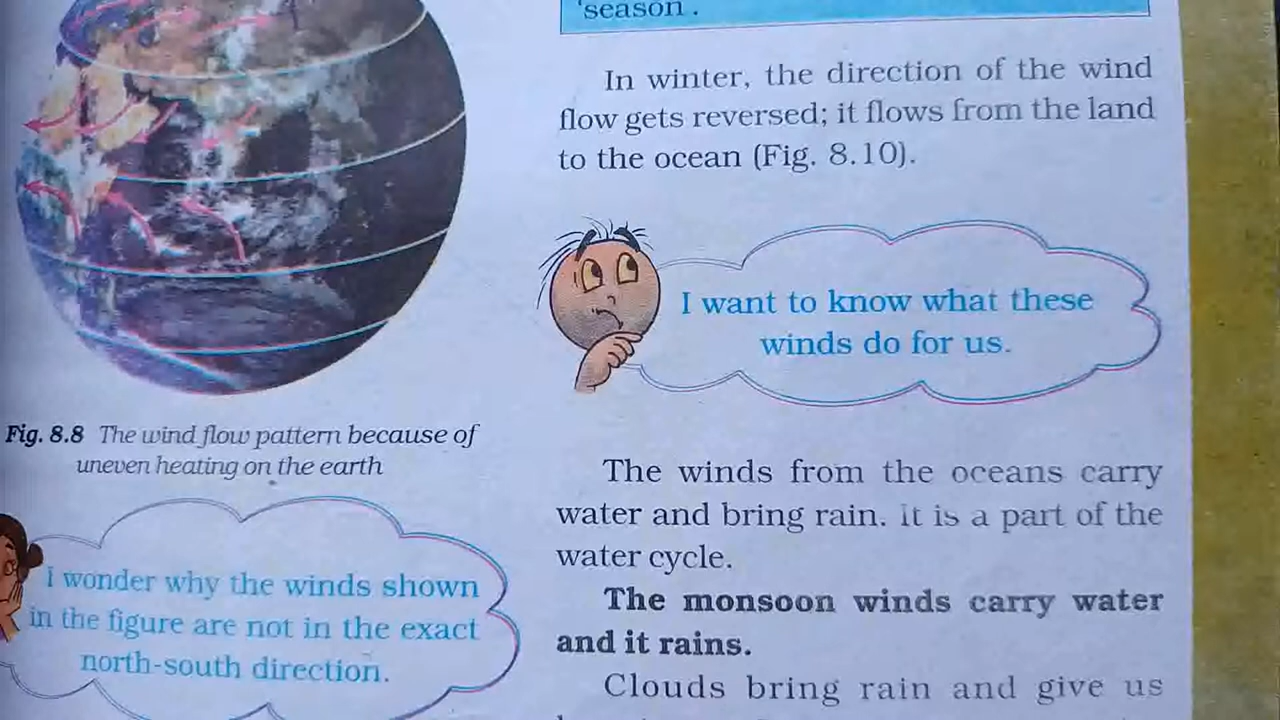 Fig. 8.8 The wind flow pattern because of
uneven heating on the earth
I wonder why the winds shown
in the figure are not in the exact
north-south direction.
'season'.
In winter, the direction of the wind
flow gets reversed; it flows from the land
to the ocean (Fig. 8.10).
I want to know what these
winds do for us.
The winds from the oceans carry
water and bring rain. It is a part of the
water cycle.
The monsoon winds carry water
and it rains.
Clouds bring rain and give us